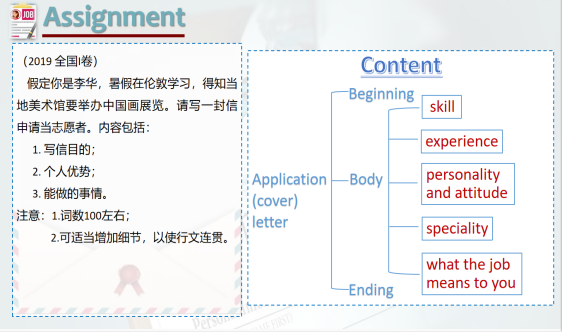 JOB
Assignment
（2019 全国I卷）
假定你是李华，暑假在伦敦学习，得知当
地美术馆要举办中国画展览。请写一封信
申请当志愿者。内容包括：
1. 写信目的；
2. 个人优势；
3. 能做的事情。
注意：1.词数100左右；
2.可适当增加细节，以使行文连贯。
Content
Beginning
skill
experience
Application
(cover)
letter
Body
personality
and attitude
speciality
what the job
means to you
Ending